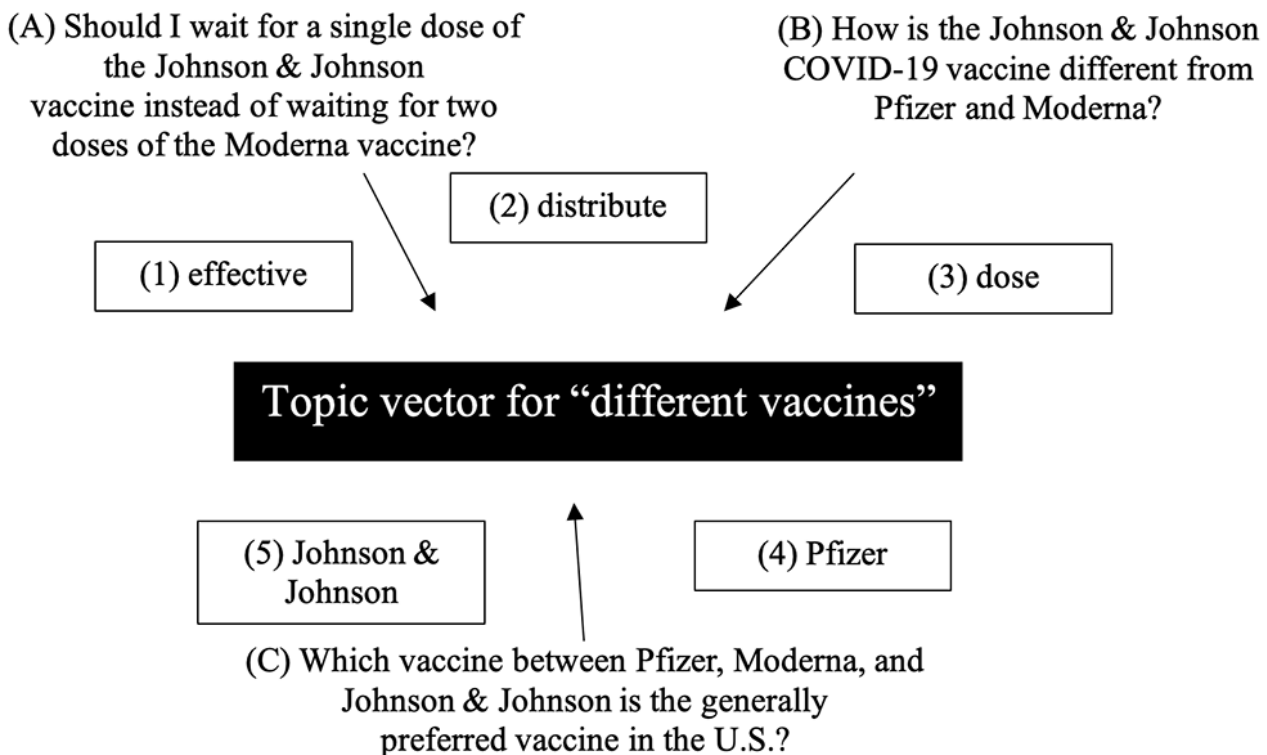 (A) Should I wait for a single dose of
the Johnson & Johnson
vaccine instead of waiting for two
doses of the Moderna vaccine?
(B) How is the Johnson & Johnson
COVID-19 vaccine different from
Pfizer and Moderna?
(2) distribute
(1) effective
(3) dose
Topic vector for “different vaccines”
(5) Johnson &
Johnson
(4) Pfizer
(C) Which vaccine between Pfizer, Moderna, and
Johnson & Johnson is the generally
preferred vaccine in the U.S.?